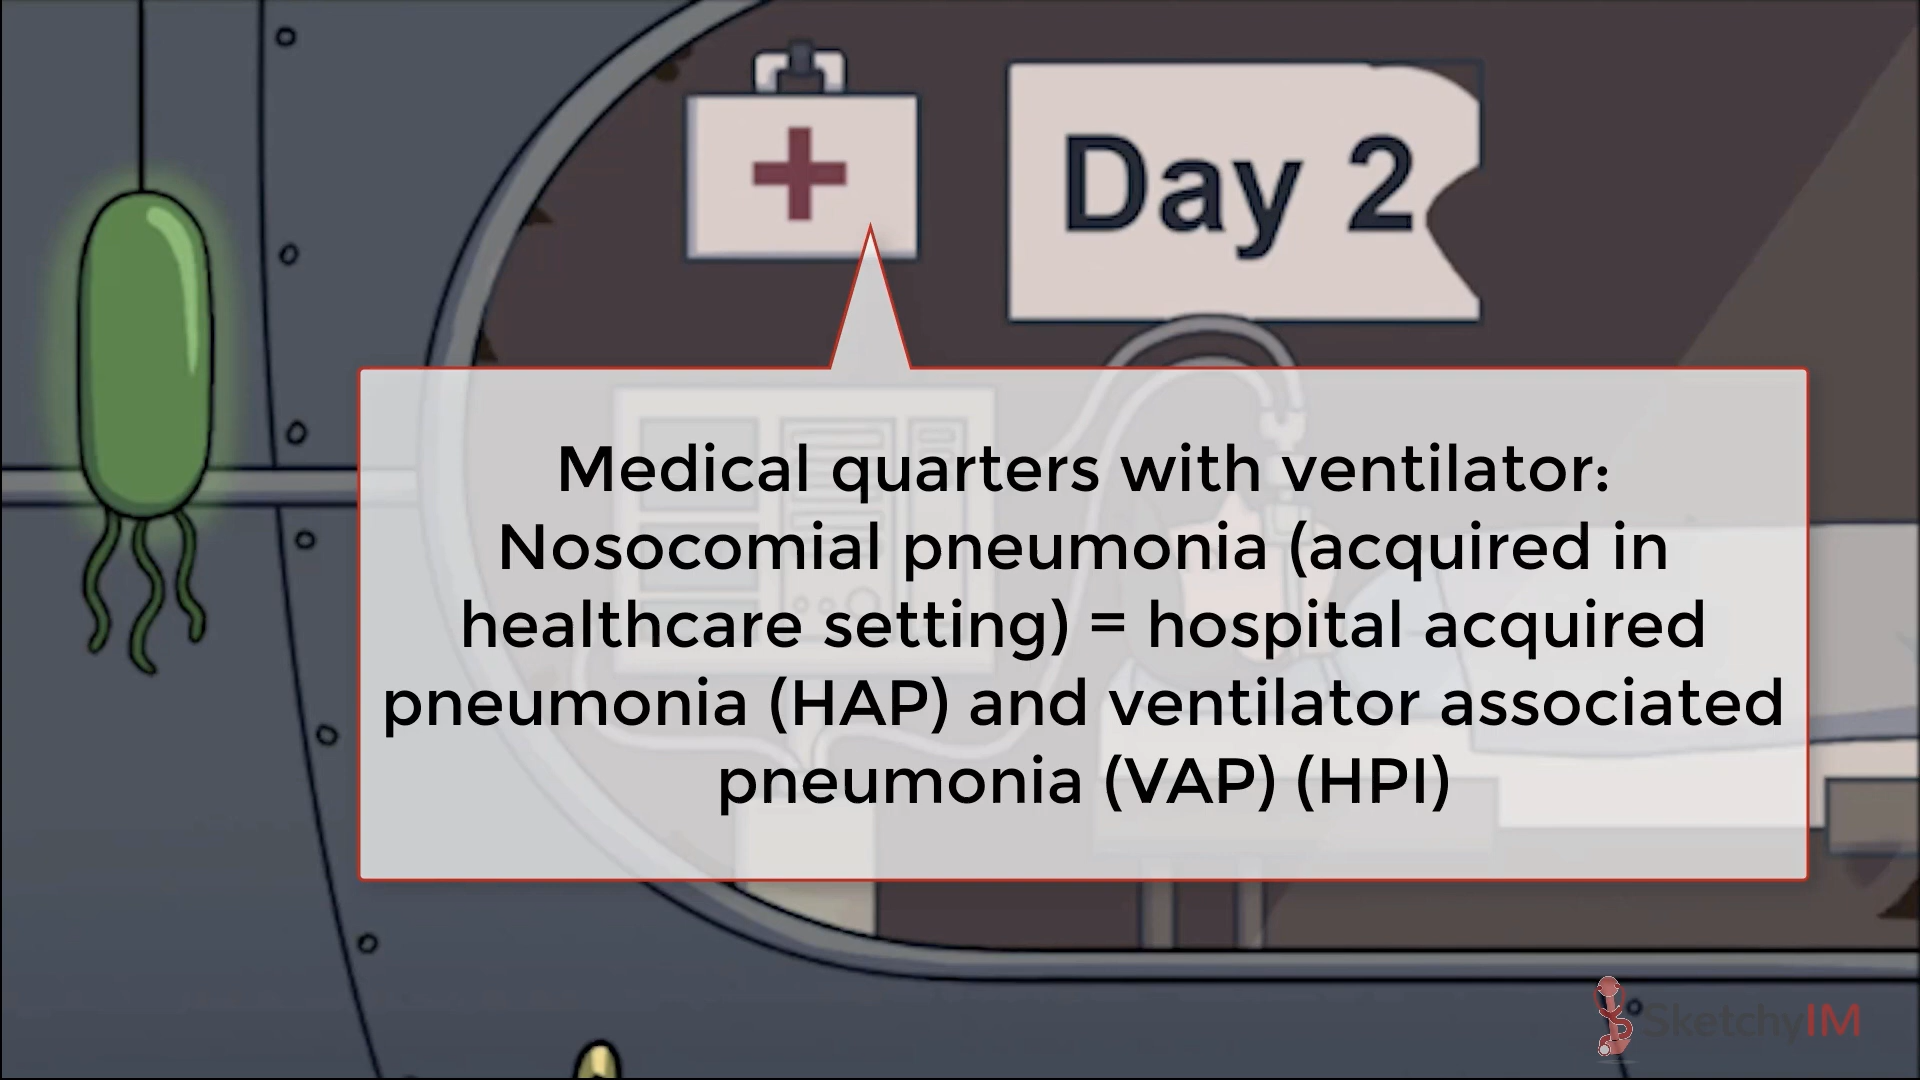 Day 2
Medical quarters with ventilator:
Nosocomial pneumonia (acquired in
healthcare setting) = hospital acquired
pneumonia (HAP) and ventilator associated
pneumonia (VAP) (HPI)
SketchyIM